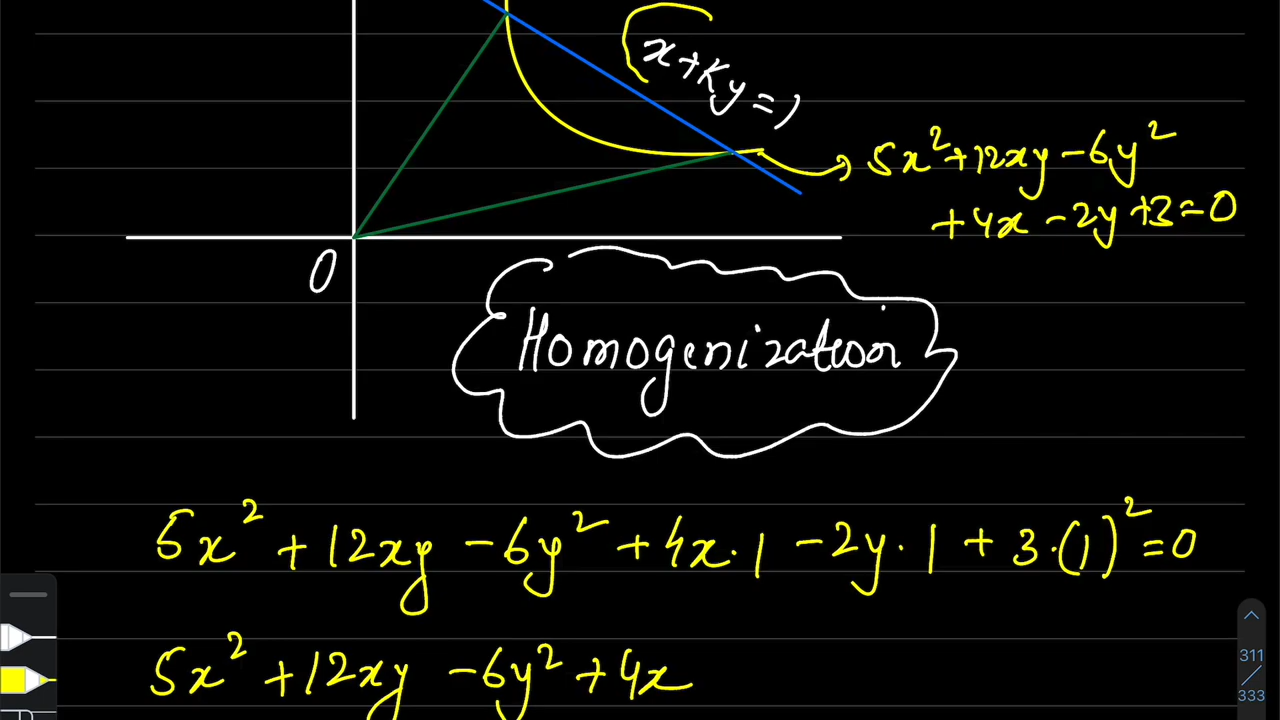 x+Ky=1
5x²+12xy-6y²
+4x-2y+3=0
O
Homogenization
5x²+12xy-6y²+4x·1-2y·1+3·(1)²=0
5x²+12xy-6y²+4x
311
333